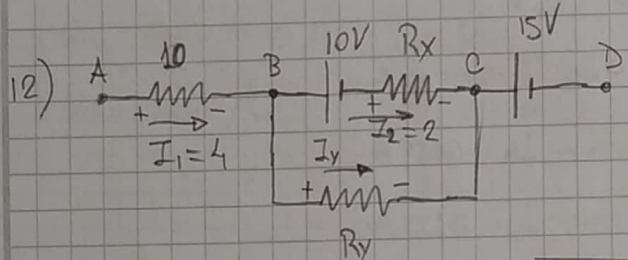 12) A 10 B 10V Rx C 15V D
+ - + -
I₁=4 I₂=2
Iy
+ -
Ry